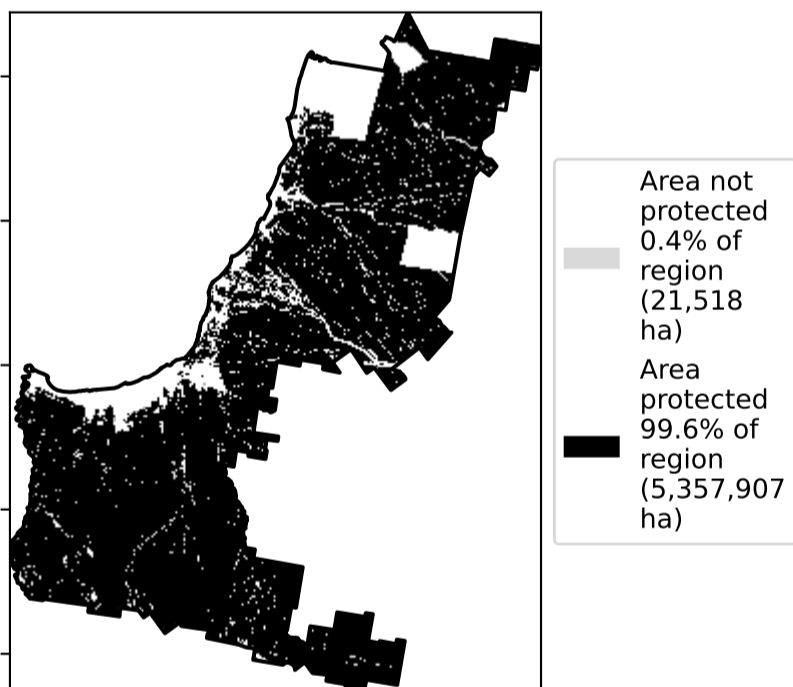 Area not
protected
0.4% of
region
(21,518
ha)
Area
protected
99.6% of
region
(5,357,907
ha)